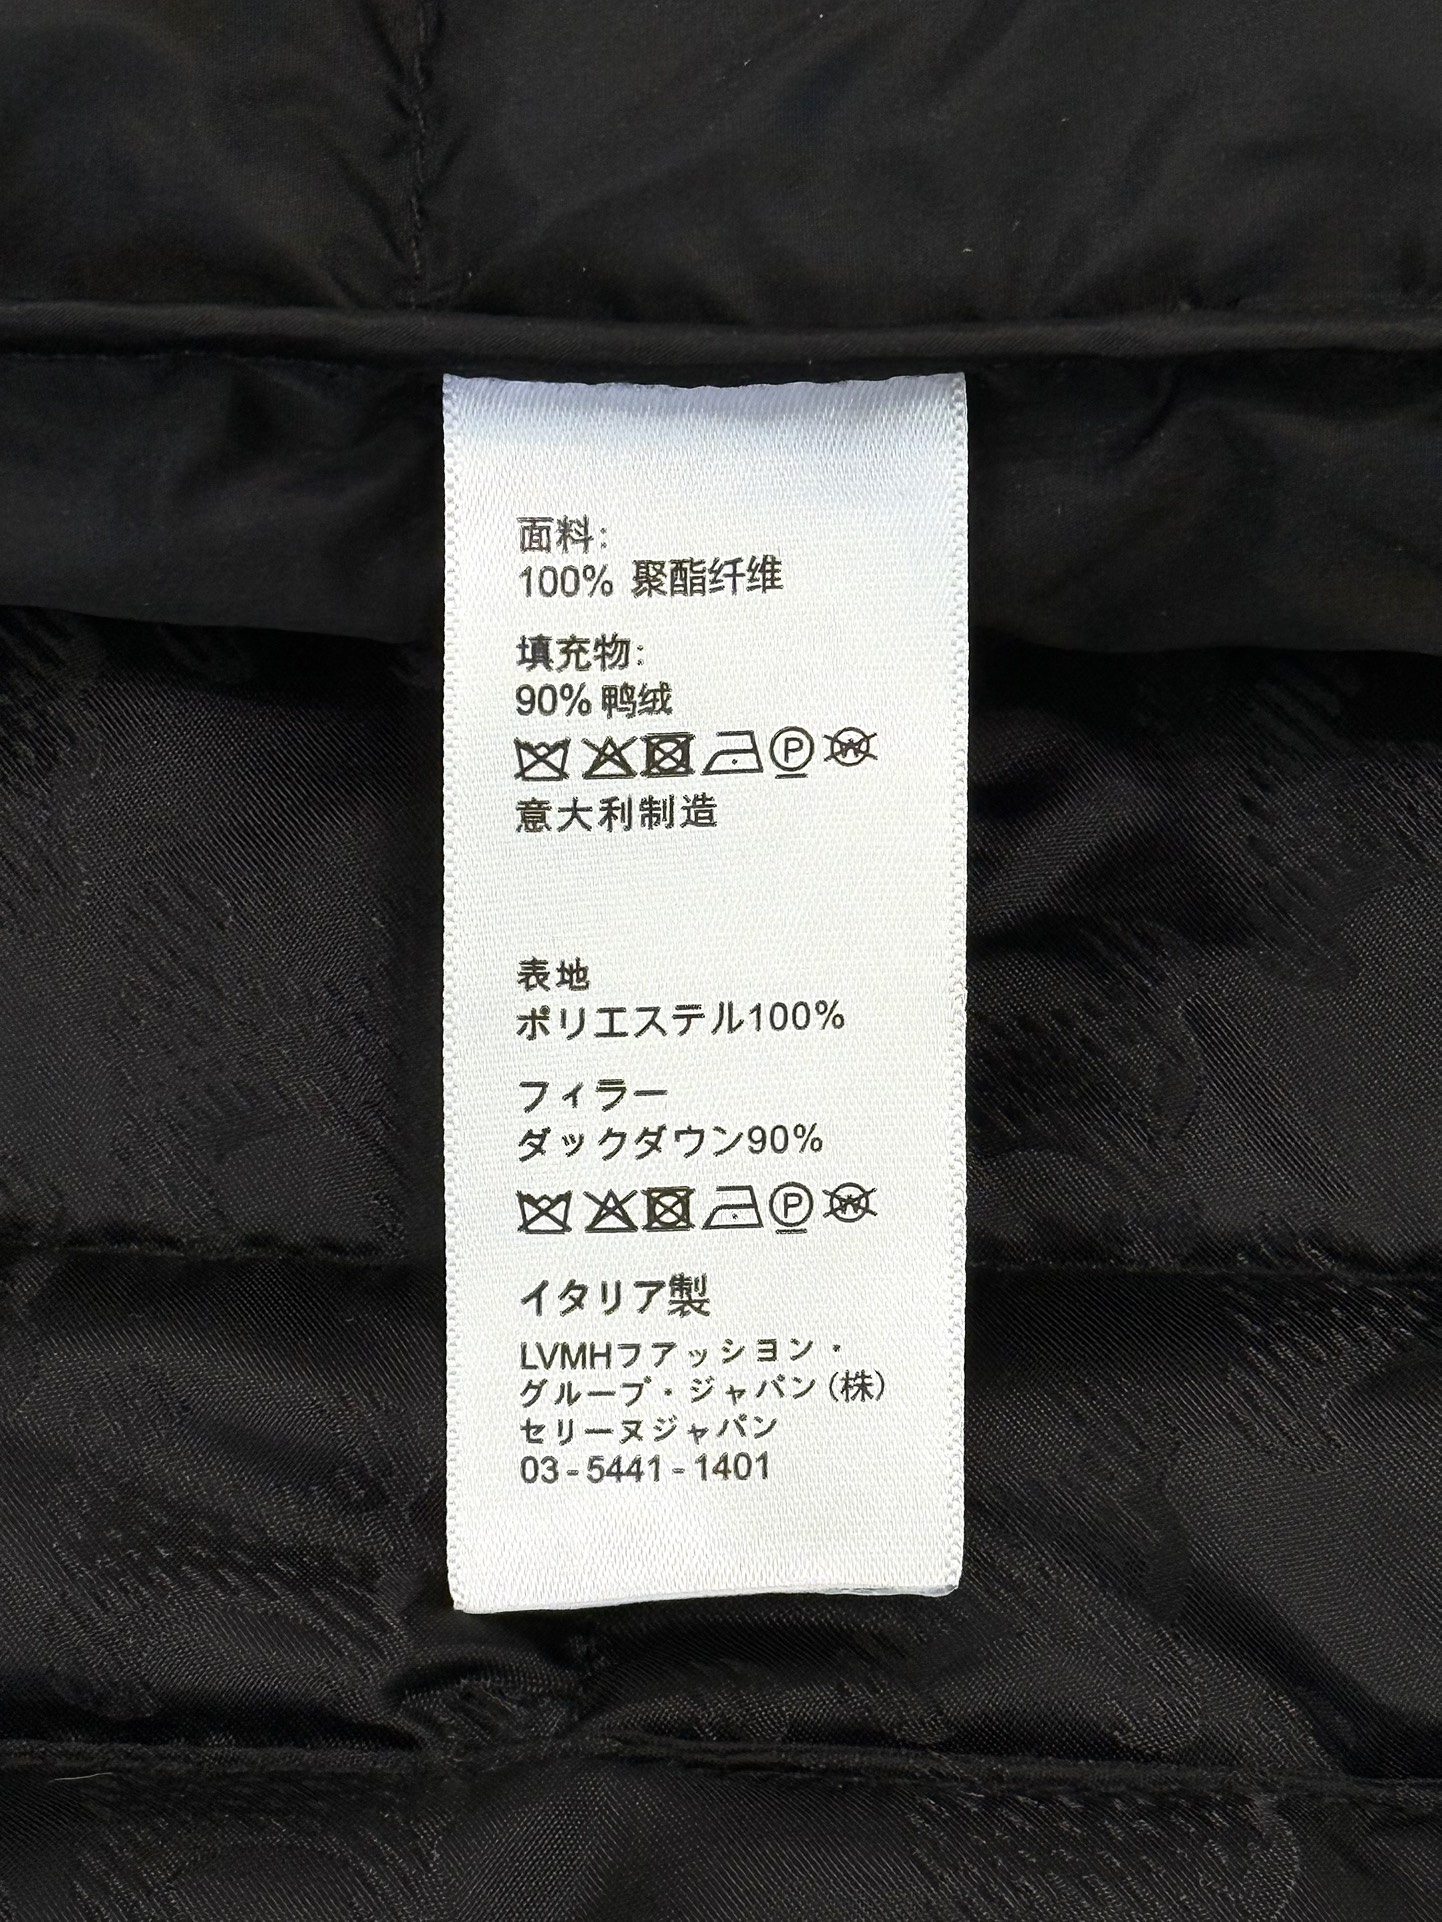 面料:
100% 聚酯纤维
填充物:
90% 鸭绒
P W
意大利制造
表地
ポリエステル100%
フィラー
ダックダウン90%
P W
イタリア製
LVMHファッション・
グループ・ジャパン(株)
セリーヌジャパン
03-5441-1401